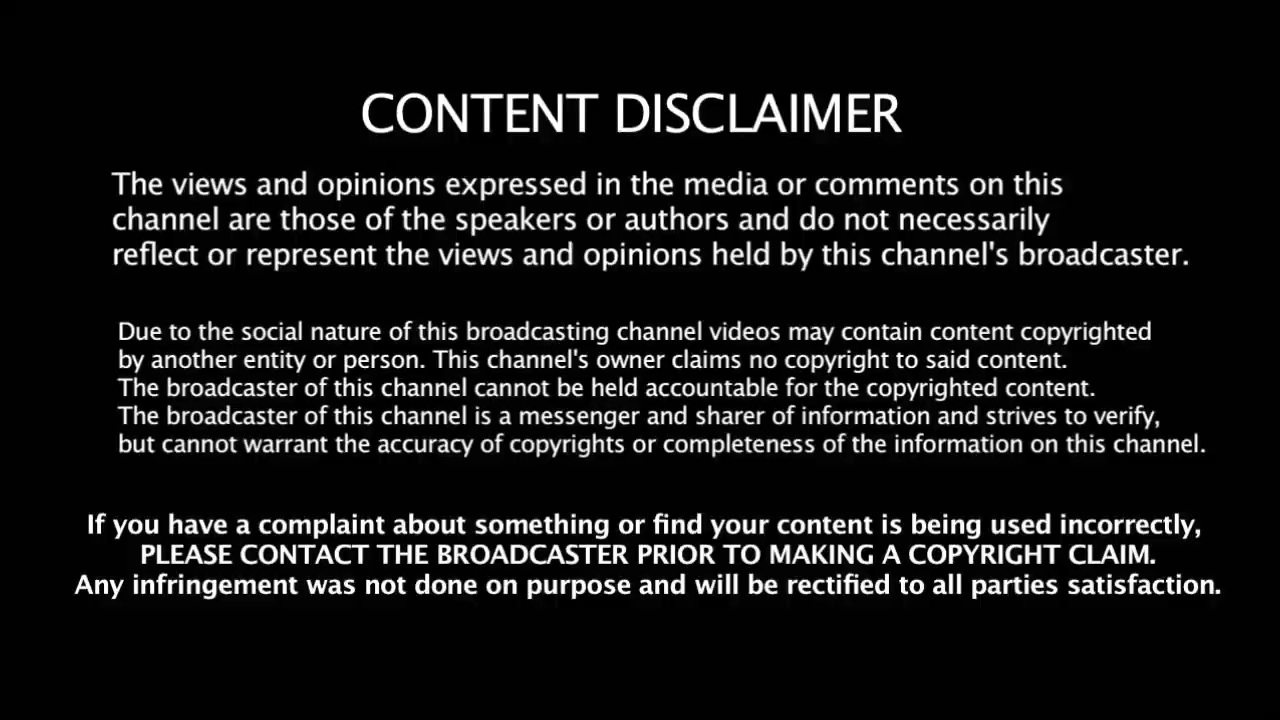 CONTENT DISCLAIMER
The views and opinions expressed in the media or comments on this
channel are those of the speakers or authors and do not necessarily
reflect or represent the views and opinions held by this channel's broadcaster.
Due to the social nature of this broadcasting channel videos may contain content copyrighted
by another entity or person. This channel's owner claims no copyright to said content.
The broadcaster of this channel cannot be held accountable for the copyrighted content.
The broadcaster of this channel is a messenger and sharer of information and strives to verify,
but cannot warrant the accuracy of copyrights or completeness of the information on this channel.
If you have a complaint about something or find your content is being used incorrectly,
PLEASE CONTACT THE BROADCASTER PRIOR TO MAKING A COPYRIGHT CLAIM.
Any infringement was not done on purpose and will be rectified to all parties satisfaction.